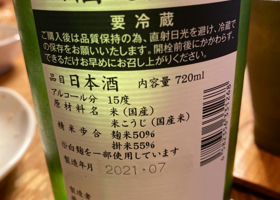 要冷蔵
ご購入後は品質保持の為、直射日光を避け、冷蔵で
の保存をお願いいたします。開栓前後にかかわらず、
できるだけお早めにお召し上がりください。
品目 日本酒 内容量 720ml
アルコール分 15度
原材料名 米(国産)
米こうじ(国産米)
精米歩合 麹米50%
掛米55%
※白麹を一部使用しています
製造年月 2021.07
製造者